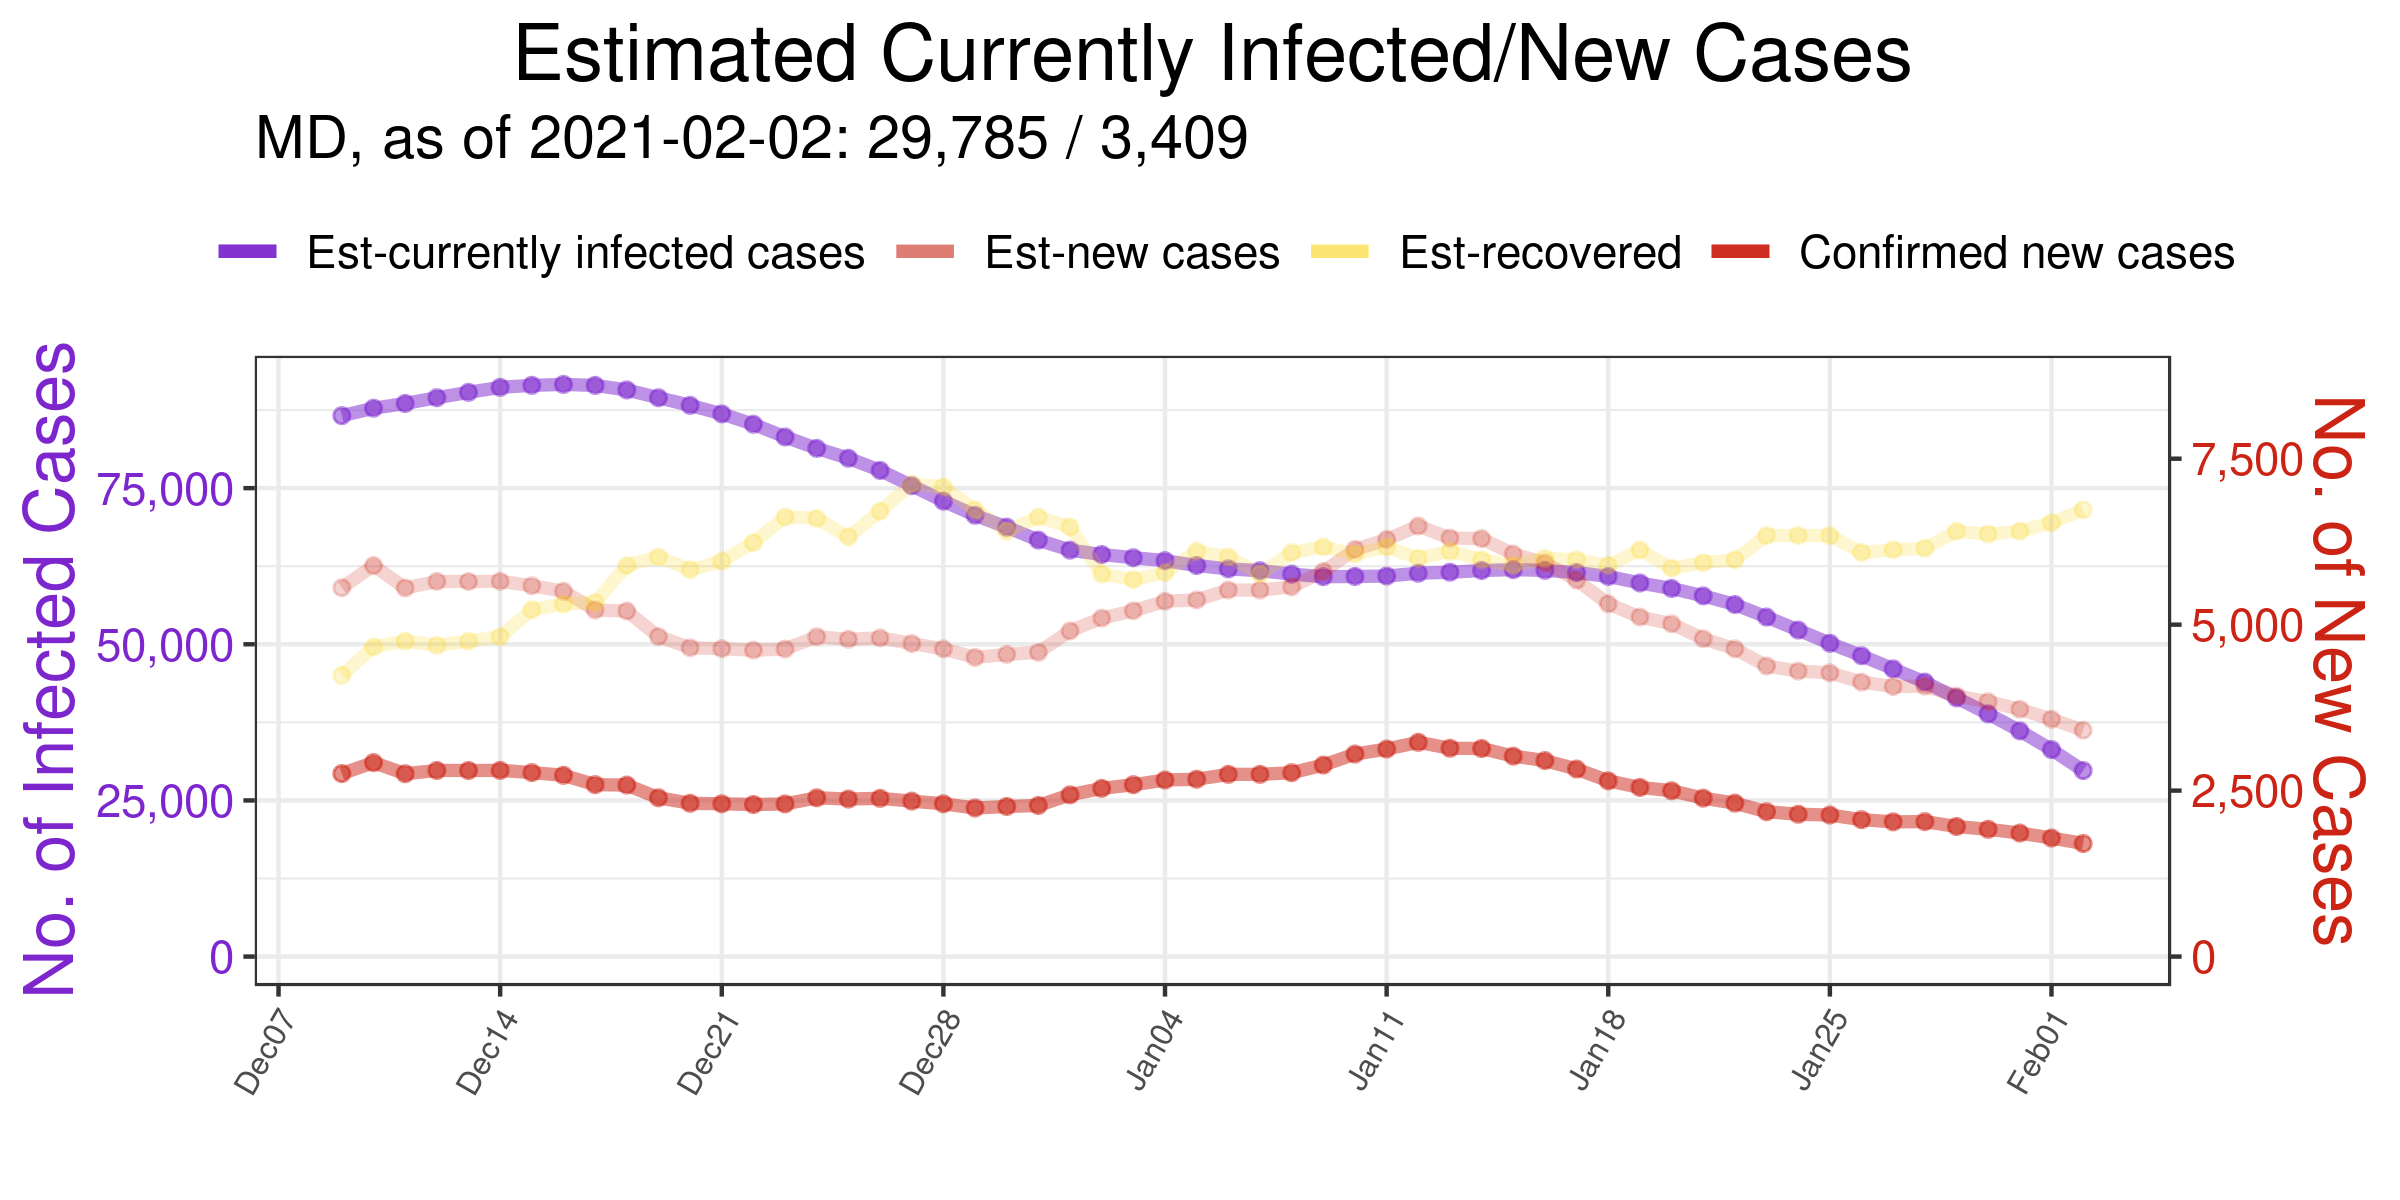 Estimated Currently Infected/New Cases
MD, as of 2021-02-02: 29,785 / 3,409
Est-currently infected cases
Est-new cases
Est-recovered
Confirmed new cases
No. of Infected Cases
75,000
50,000
25,000
0
7,500
5,000
2,500
0
No. of New Cases
Dec07
Dec14
Dec21
Dec28
Jan04
Jan11
Jan18
Jan25
Feb01